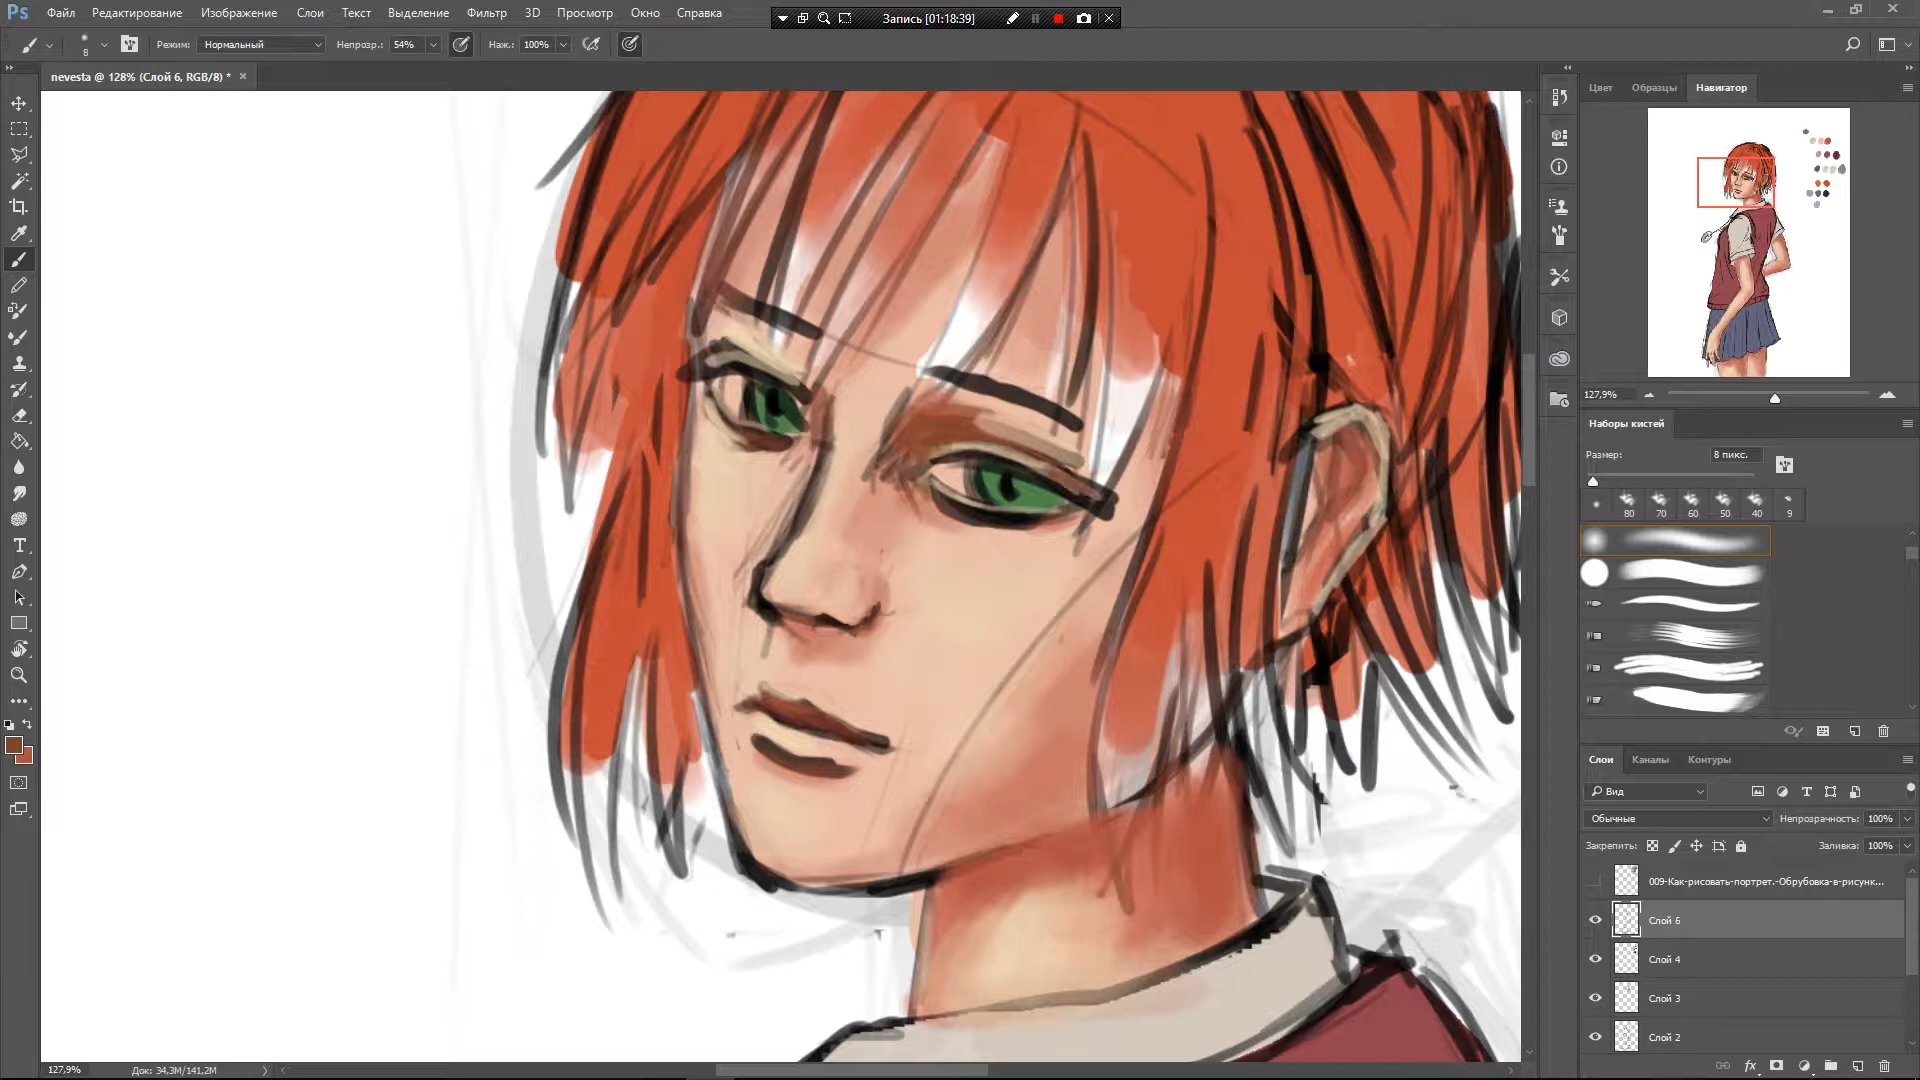 Ps Файл Редактирование Изображение Слои Текст Выделение Фильтр 3D Просмотр Окно Справка
Запись [01:18:39]
8 Режим: Нормальный Непрозр.: 54% Наж.: 100%
nevesta @ 128% (Слой 6, RGB/8) *
Цвет Образцы Навигатор
127,9%
Наборы кистей
Размер: 8 пикс.
80 70 60 50 40 9
Слои Каналы Контуры
Вид
Обычные Непрозрачность: 100%
Закрепить: Заливка: 100%
009-Как-рисовать-портрет.-Обрубовка-в-рисунк...
Слой 6
Слой 4
Слой 3
Слой 2
127,9% Док: 34,3M/141,2M
fx